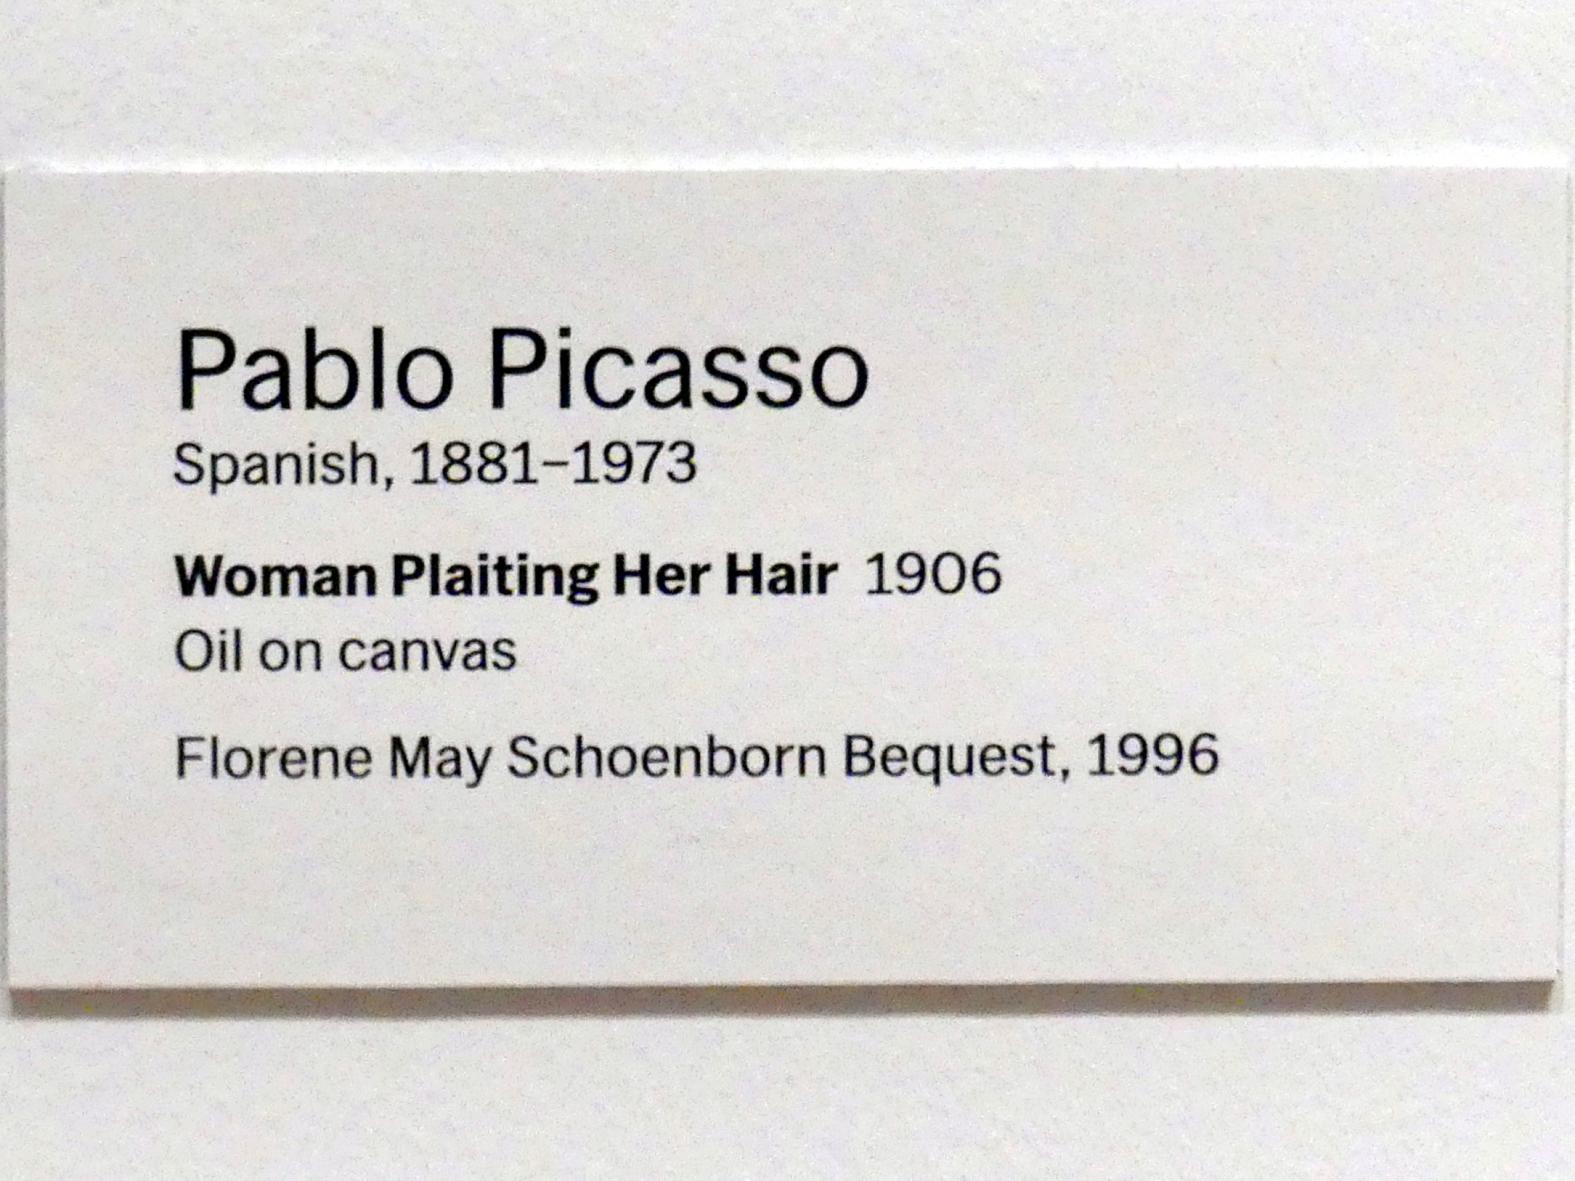 Pablo Picasso
Spanish, 1881–1973
Woman Plaiting Her Hair 1906
Oil on canvas
Florene May Schoenborn Bequest, 1996